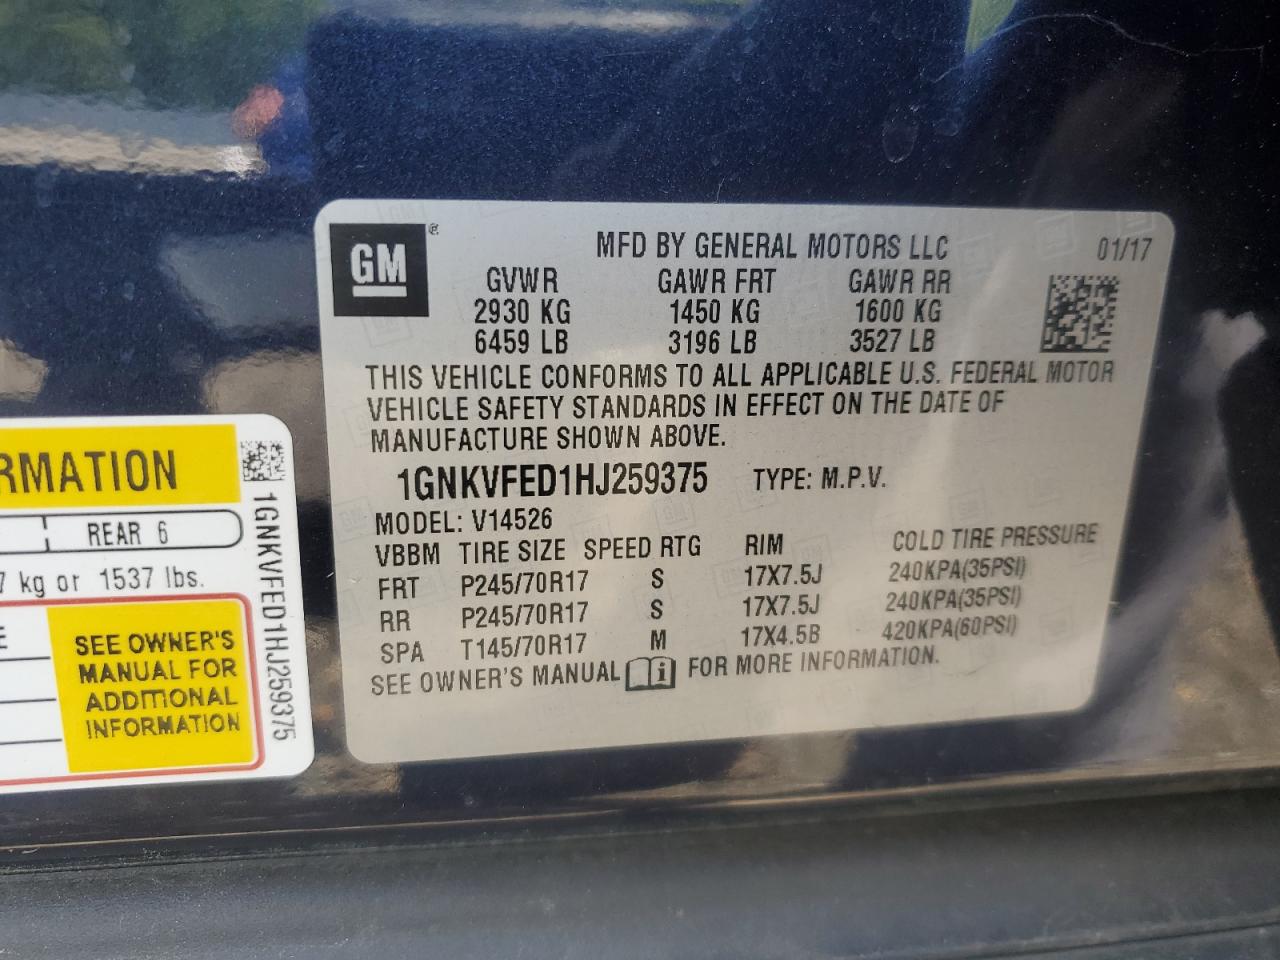 GM
®
MFD BY GENERAL MOTORS LLC 01/17
GVWR GAWR FRT GAWR RR
2930 KG 1450 KG 1600 KG
6459 LB 3196 LB 3527 LB
THIS VEHICLE CONFORMS TO ALL APPLICABLE U.S. FEDERAL MOTOR
VEHICLE SAFETY STANDARDS IN EFFECT ON THE DATE OF
MANUFACTURE SHOWN ABOVE.
1GNKVFED1HJ259375 TYPE: M.P.V.
MODEL: V14526
VBBM TIRE SIZE SPEED RTG RIM COLD TIRE PRESSURE
FRT P245/70R17 S 17X7.5J 240KPA(35PSI)
RR P245/70R17 S 17X7.5J 240KPA(35PSI)
SPA T145/70R17 M 17X4.5B 420KPA(60PSI)
SEE OWNER'S MANUAL i FOR MORE INFORMATION.
RMATION
REAR 6
7 kg or 1537 lbs.
E
SEE OWNER'S
MANUAL FOR
ADDITIONAL
INFORMATION
1GNKVFED1HJ259375